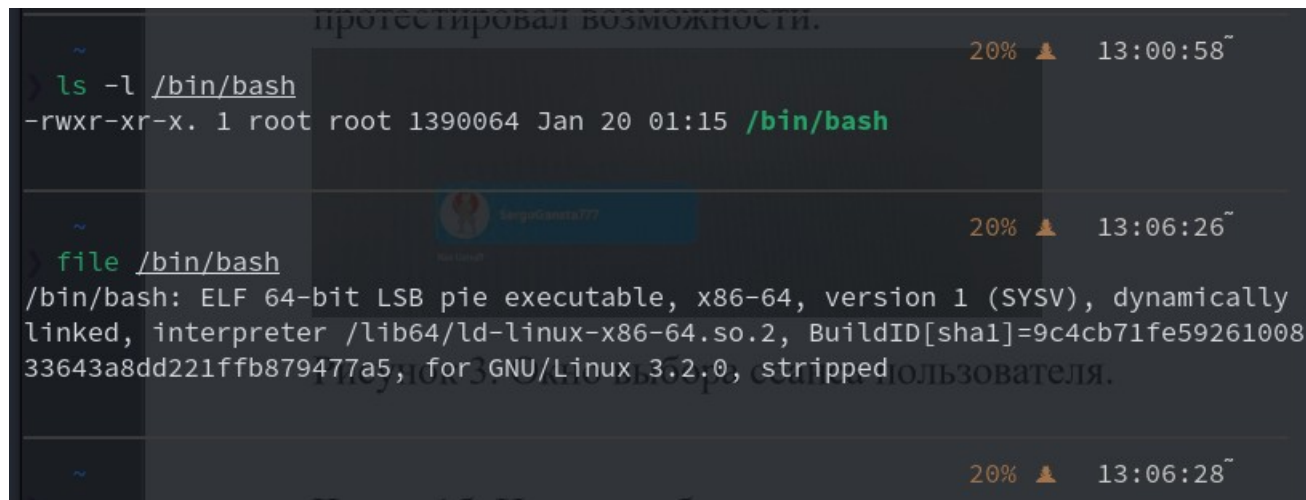 протестировал возможности.
~ 20% 13:00:58~
❯ ls -l /bin/bash
-rwxr-xr-x. 1 root root 1390064 Jan 20 01:15 /bin/bash
SergoGansta777
~ 20% 13:06:26~
❯ file /bin/bash
/bin/bash: ELF 64-bit LSB pie executable, x86-64, version 1 (SYSV), dynamically
linked, interpreter /lib64/ld-linux-x86-64.so.2, BuildID[sha1]=9c4cb71fe59261008
33643a8dd221ffb879477a5, for GNU/Linux 3.2.0, stripped
Рисунок 3. Окно выбора сеанса пользователя.
~ 20% 13:06:28~